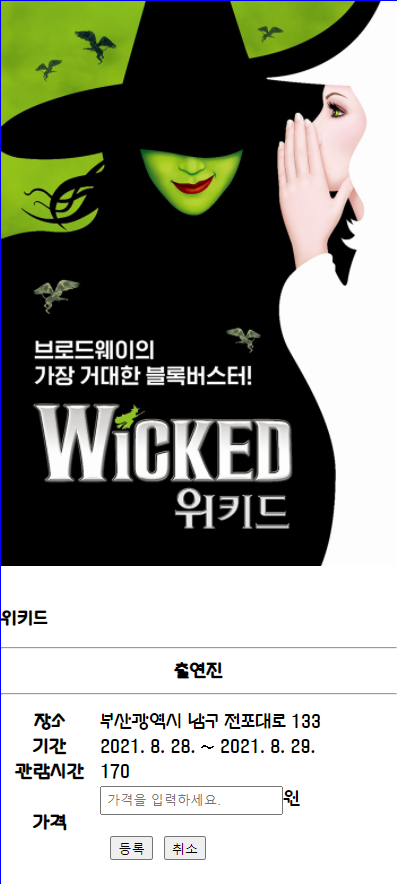 브로드웨이의
가장 거대한 블록버스터!
WICKED
위키드
위키드
출연진
장소 부산광역시 남구 전포대로 133
기간 2021. 8. 28. ~ 2021. 8. 29.
관람시간 170
가격을 입력하세요. 원
가격
등록 취소